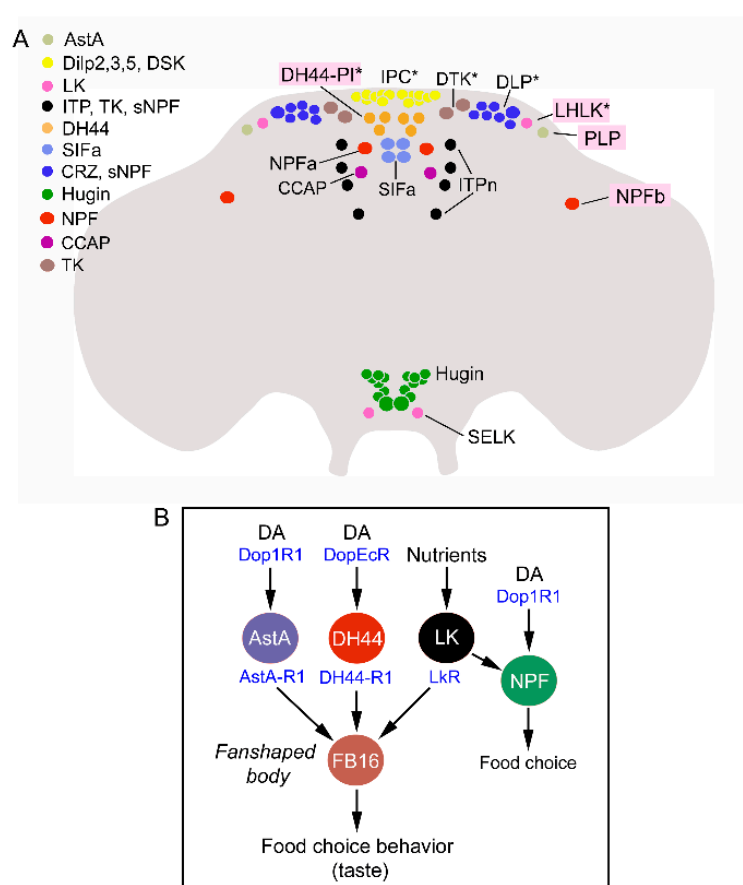 A
AstA
Dilp2,3,5, DSK
LK
ITP, TK, sNPF
DH44
SIFa
CRZ, sNPF
Hugin
NPF
CCAP
TK
DH44-PI*
IPC*
DTK*
DLP*
LHLK*
PLP
NPFa
CCAP
SIFa
ITPn
NPFb
Hugin
SELK
B
DA
Dop1R1
DA
DopEcR
Nutrients
DA
Dop1R1
AstA
DH44
LK
NPF
AstA-R1
DH44-R1
LkR
Fanshaped
body
FB16
Food choice
Food choice behavior
(taste)